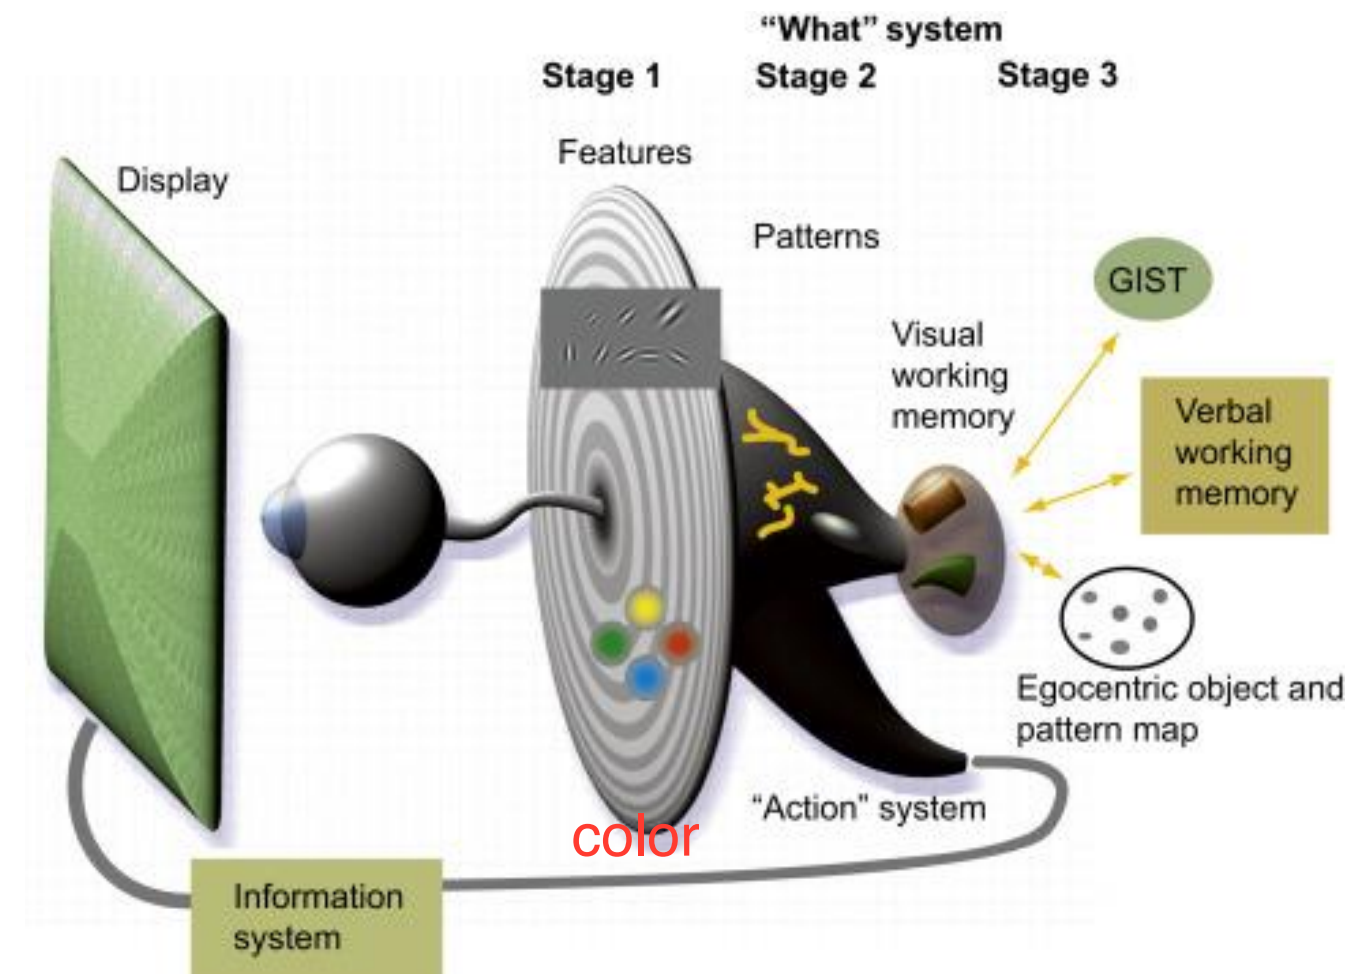 “What” system
Stage 1 Stage 2 Stage 3
Features
Display
Patterns
GIST
Visual
working
memory
Verbal
working
memory
Egocentric object and
pattern map
“Action” system
color
Information
system